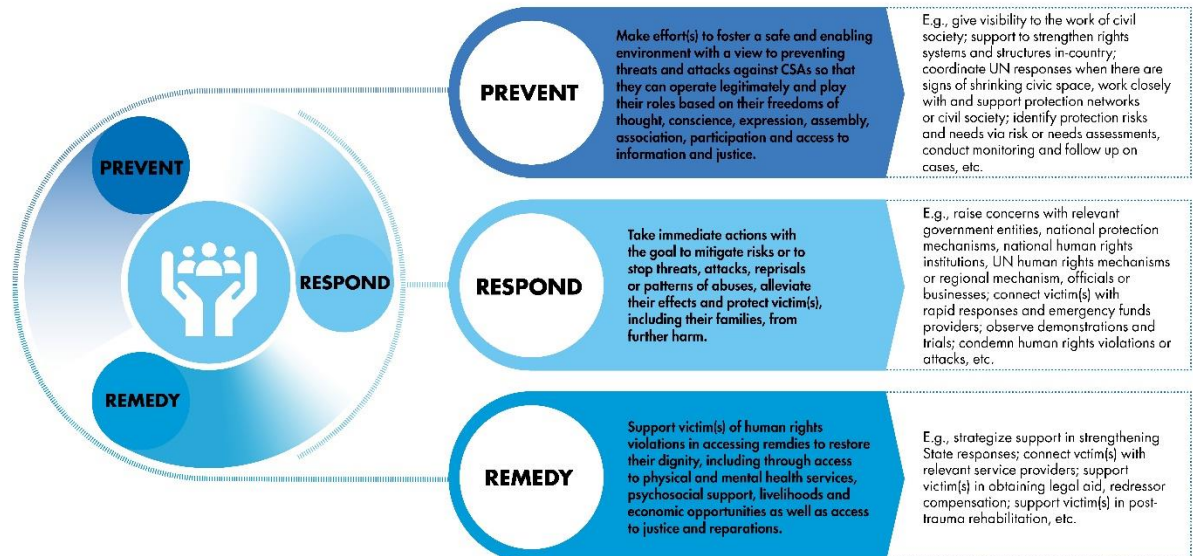 PREVENT
RESPOND
REMEDY
PREVENT
Make effort(s) to foster a safe and enabling
environment with a view to preventing
threats and attacks against CSAs so that
they can operate legitimately and play
their roles based on their freedoms of
thought, conscience, expression, assembly,
association, participation and access to
information and justice.
E.g., give visibility to the work of civil
society; support to strengthen rights
systems and structures in-country;
coordinate UN responses when there are
signs of shrinking civic space, work closely
with and support protection networks
or civil society; identify protection risks
and needs via risk or needs assessments,
conduct monitoring and follow up on
cases, etc.
RESPOND
Take immediate actions with
the goal to mitigate risks or to
stop threats, attacks, reprisals
or patterns of abuses, alleviate
their effects and protect victim(s),
including their families, from
further harm.
E.g., raise concerns with relevant
government entities, national protection
mechanisms, national human rights
institutions, UN human rights mechanisms
or regional mechanism, officials or
businesses; connect victim(s) with
rapid responses and emergency funds
providers; observe demonstrations and
trials; condemn human rights violations or
attacks, etc.
REMEDY
Support victim(s) of human rights
violations in accessing remdies to restore
their dignity, including through access
to physical and mental health services,
psychosocial support, livelihoods and
economic opportunities as well as access
to justice and reparations.
E.g., strategize support in strengthening
State responses; connect vctim(s) with
relevant service providers; support
victim(s) in obtaining legal aid, redressor
compensation; support victim(s) in post-
trauma rehabilitation, etc.